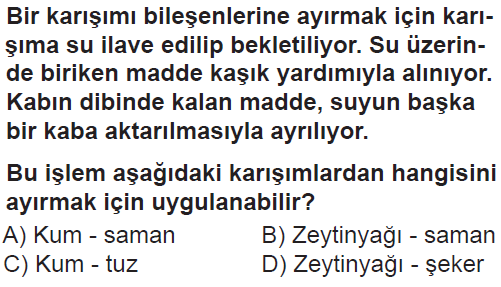 Bir karışımı bileşenlerine ayırmak için karı-
şıma su ilave edilip bekletiliyor. Su üzerin-
de biriken madde kaşık yardımıyla alınıyor.
Kabın dibinde kalan madde, suyun başka
bir kaba aktarılmasıyla ayrılıyor.
Bu işlem aşağıdaki karışımlardan hangisini
ayırmak için uygulanabilir?
A) Kum - saman B) Zeytinyağı - saman
C) Kum - tuz D) Zeytinyağı - şeker